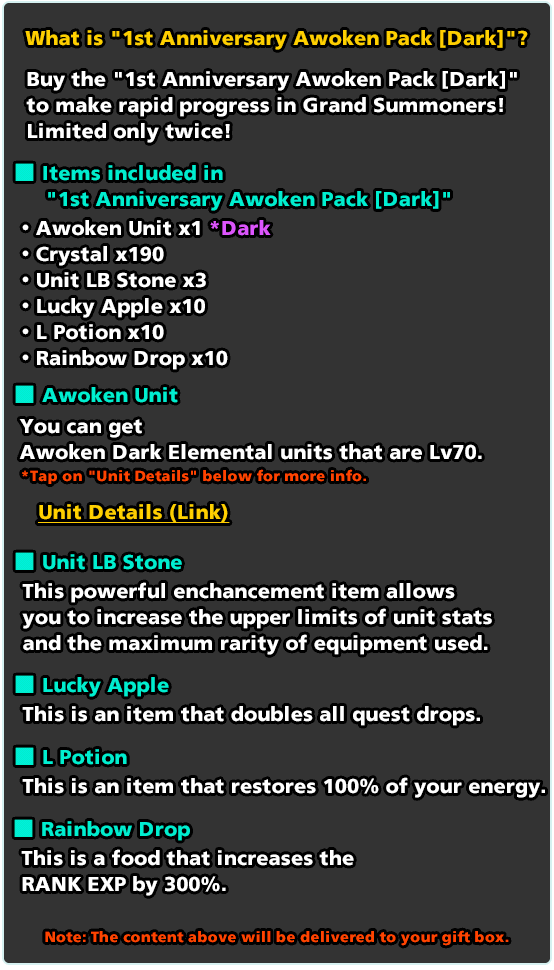 What is "1st Anniversary Awoken Pack [Dark]"?
Buy the "1st Anniversary Awoken Pack [Dark]"
to make rapid progress in Grand Summoners!
Limited only twice!
■ Items included in
"1st Anniversary Awoken Pack [Dark]"
• Awoken Unit x1 *Dark
• Crystal x190
• Unit LB Stone x3
• Lucky Apple x10
• L Potion x10
• Rainbow Drop x10
■ Awoken Unit
You can get
Awoken Dark Elemental units that are Lv70.
*Tap on "Unit Details" below for more info.
Unit Details (Link)
■ Unit LB Stone
This powerful enchancement item allows
you to increase the upper limits of unit stats
and the maximum rarity of equipment used.
■ Lucky Apple
This is an item that doubles all quest drops.
■ L Potion
This is an item that restores 100% of your energy.
■ Rainbow Drop
This is a food that increases the
RANK EXP by 300%.
Note: The content above will be delivered to your gift box.